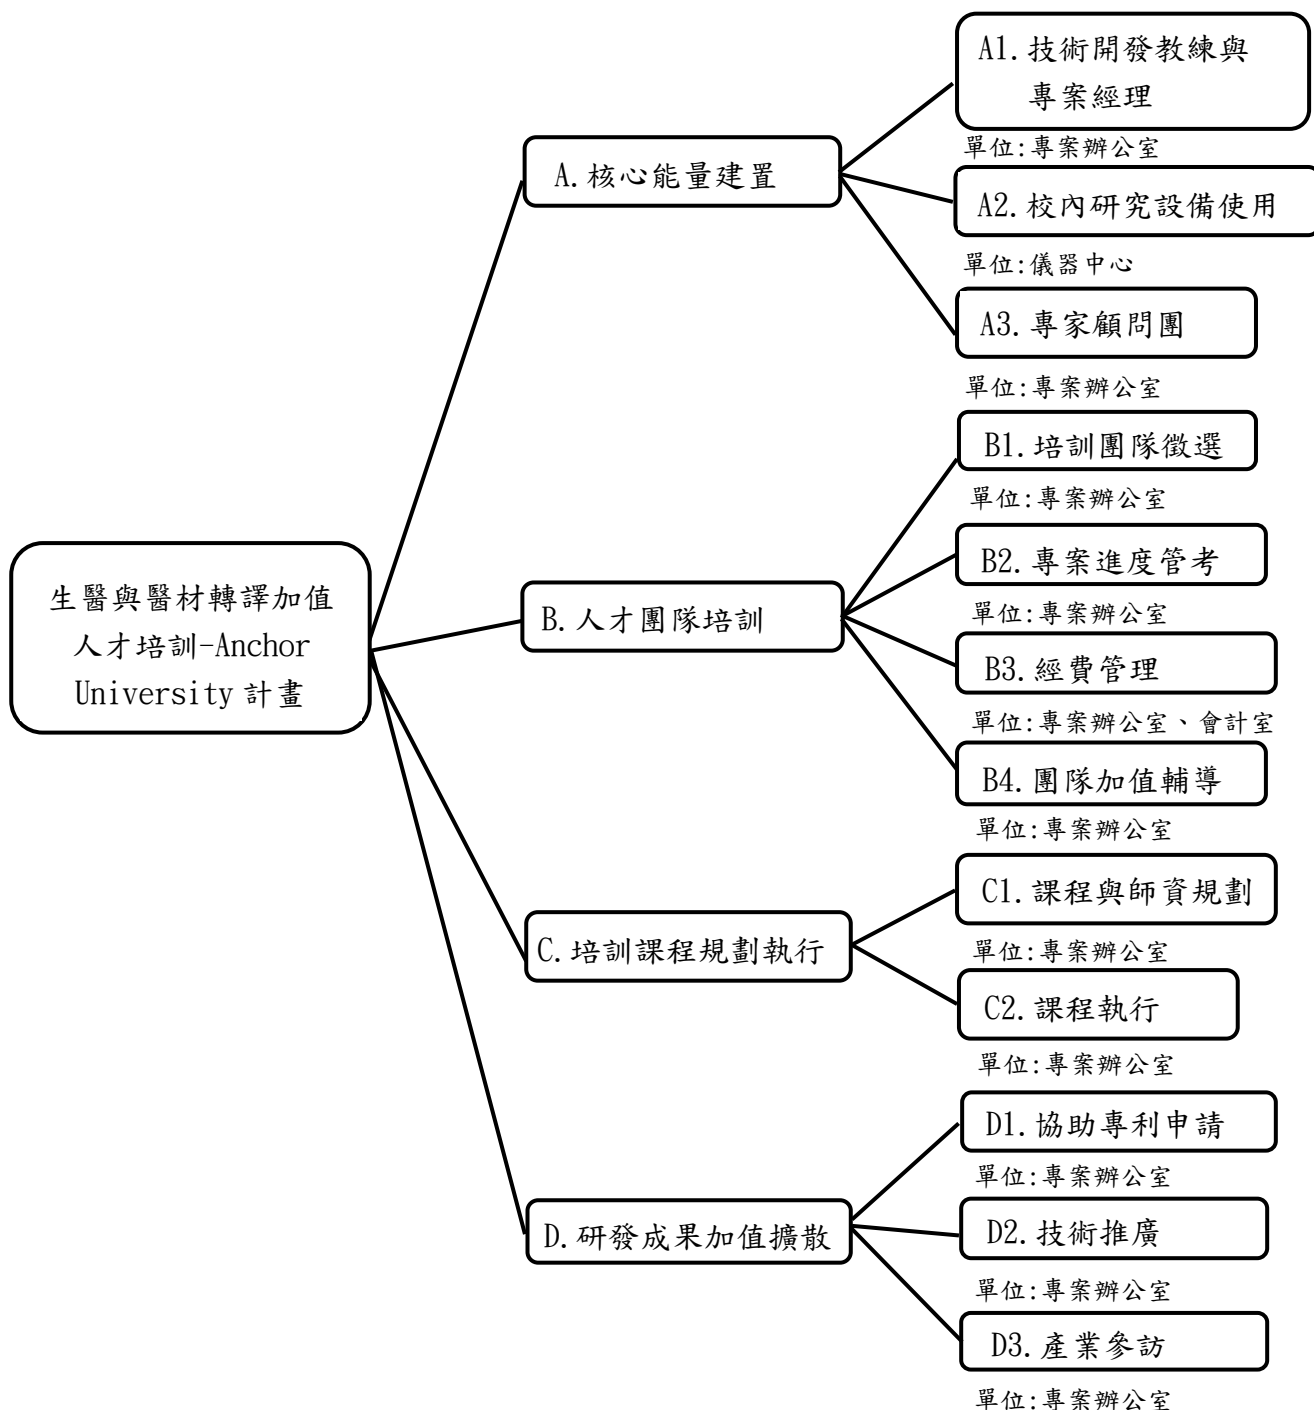 生醫與醫材轉譯加值
人才培訓-Anchor
University 計畫
A.核心能量建置
A1.技術開發教練與
專案經理
單位:專案辦公室
A2.校內研究設備使用
單位:儀器中心
A3.專家顧問團
單位:專案辦公室
B.人才團隊培訓
B1.培訓團隊徵選
單位:專案辦公室
B2.專案進度管考
單位:專案辦公室
B3.經費管理
單位:專案辦公室、會計室
B4.團隊加值輔導
單位:專案辦公室
C.培訓課程規劃執行
C1.課程與師資規劃
單位:專案辦公室
C2.課程執行
單位:專案辦公室
D.研發成果加值擴散
D1.協助專利申請
單位:專案辦公室
D2.技術推廣
單位:專案辦公室
D3.產業參訪
單位:專案辦公室